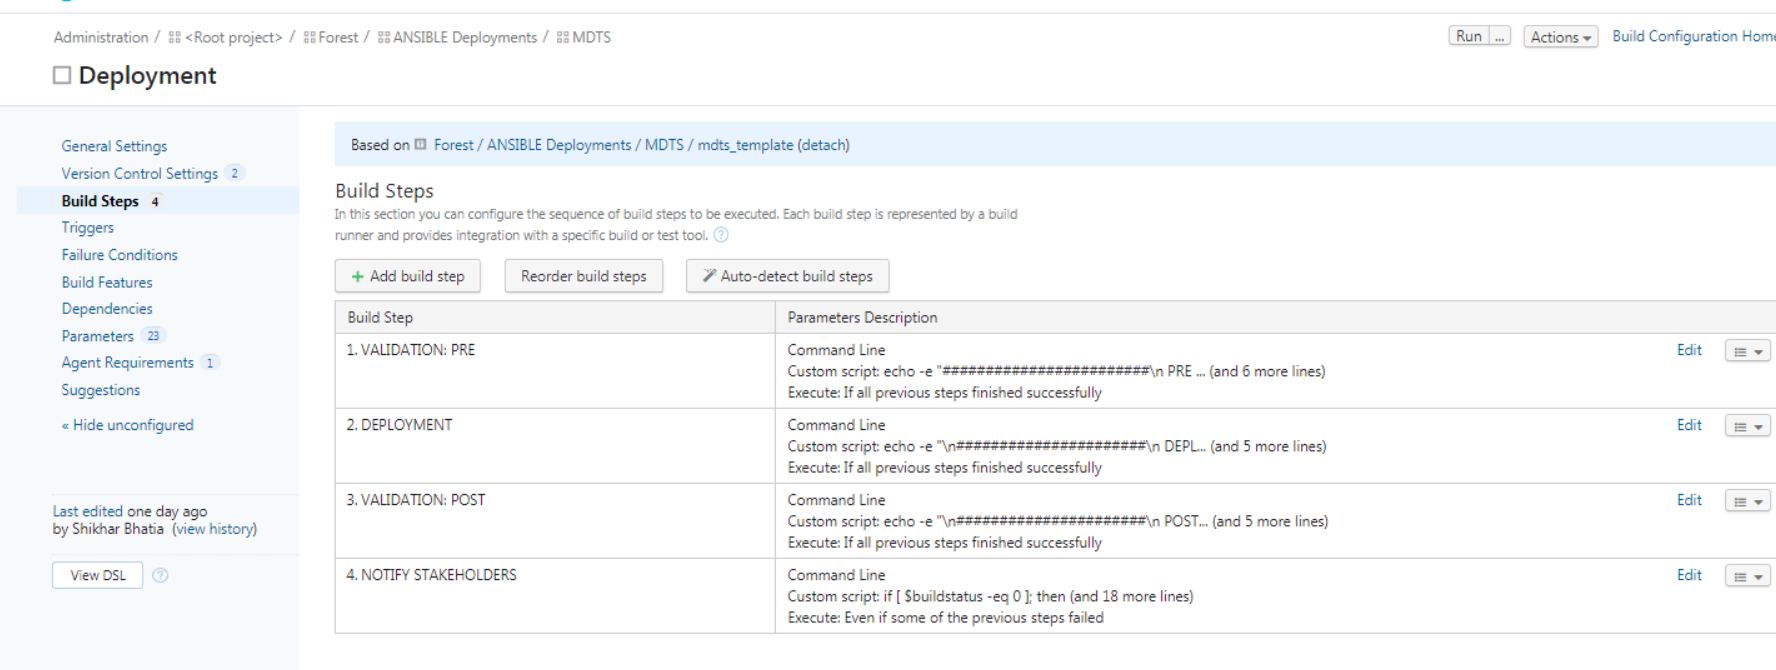 Administration / <Root project> / Forest / ANSIBLE Deployments / MDTS
Run ... Actions Build Configuration Home
Deployment
General Settings
Version Control Settings 2
Build Steps 4
Triggers
Failure Conditions
Build Features
Dependencies
Parameters 23
Agent Requirements 1
Suggestions
« Hide unconfigured
Last edited one day ago
by Shikhar Bhatia (view history)
View DSL ?
Based on Forest / ANSIBLE Deployments / MDTS / mdts_template (detach)
Build Steps
In this section you can configure the sequence of build steps to be executed. Each build step is represented by a build
runner and provides integration with a specific build or test tool. ?
+ Add build step Reorder build steps Auto-detect build steps
Build Step Parameters Description
1. VALIDATION: PRE Command Line Edit
Custom script: echo -e "########################\n PRE ... (and 6 more lines)
Execute: If all previous steps finished successfully
2. DEPLOYMENT Command Line Edit
Custom script: echo -e "\n######################\n DEPL... (and 5 more lines)
Execute: If all previous steps finished successfully
3. VALIDATION: POST Command Line Edit
Custom script: echo -e "\n######################\n POST... (and 5 more lines)
Execute: If all previous steps finished successfully
4. NOTIFY STAKEHOLDERS Command Line Edit
Custom script: if [ $buildstatus -eq 0 ]; then (and 18 more lines)
Execute: Even if some of the previous steps failed